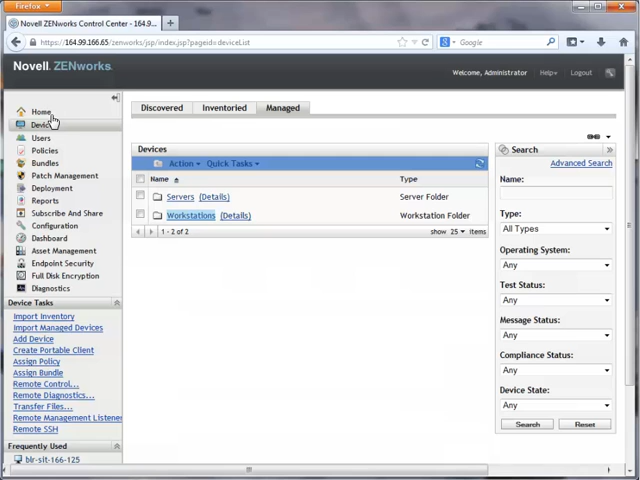 Firefox
Novell ZENworks Control Center - 164.9...
https://164.99.166.65/zenworks/jsp/index.jsp?pageid=deviceList
Google
Novell ZENworks.
Welcome, Administrator
Help
Logout
Home
Devices
Users
Policies
Bundles
Patch Management
Deployment
Reports
Subscribe And Share
Configuration
Dashboard
Asset Management
Endpoint Security
Full Disk Encryption
Diagnostics
Device Tasks
Import Inventory
Import Managed Devices
Add Device
Create Portable Client
Assign Policy
Assign Bundle
Remote Control...
Remote Diagnostics...
Transfer Files...
Remote Management Listener
Remote SSH
Frequently Used
blr-sit-166-125
Discovered Inventoried Managed
Devices
Action Quick Tasks
Name Type
Servers (Details) Server Folder
Workstations (Details) Workstation Folder
1 - 2 of 2 show 25 items
Search
Advanced Search
Name:
Type:
All Types
Operating System:
Any
Test Status:
Any
Message Status:
Any
Compliance Status:
Any
Device State:
Any
Search Reset